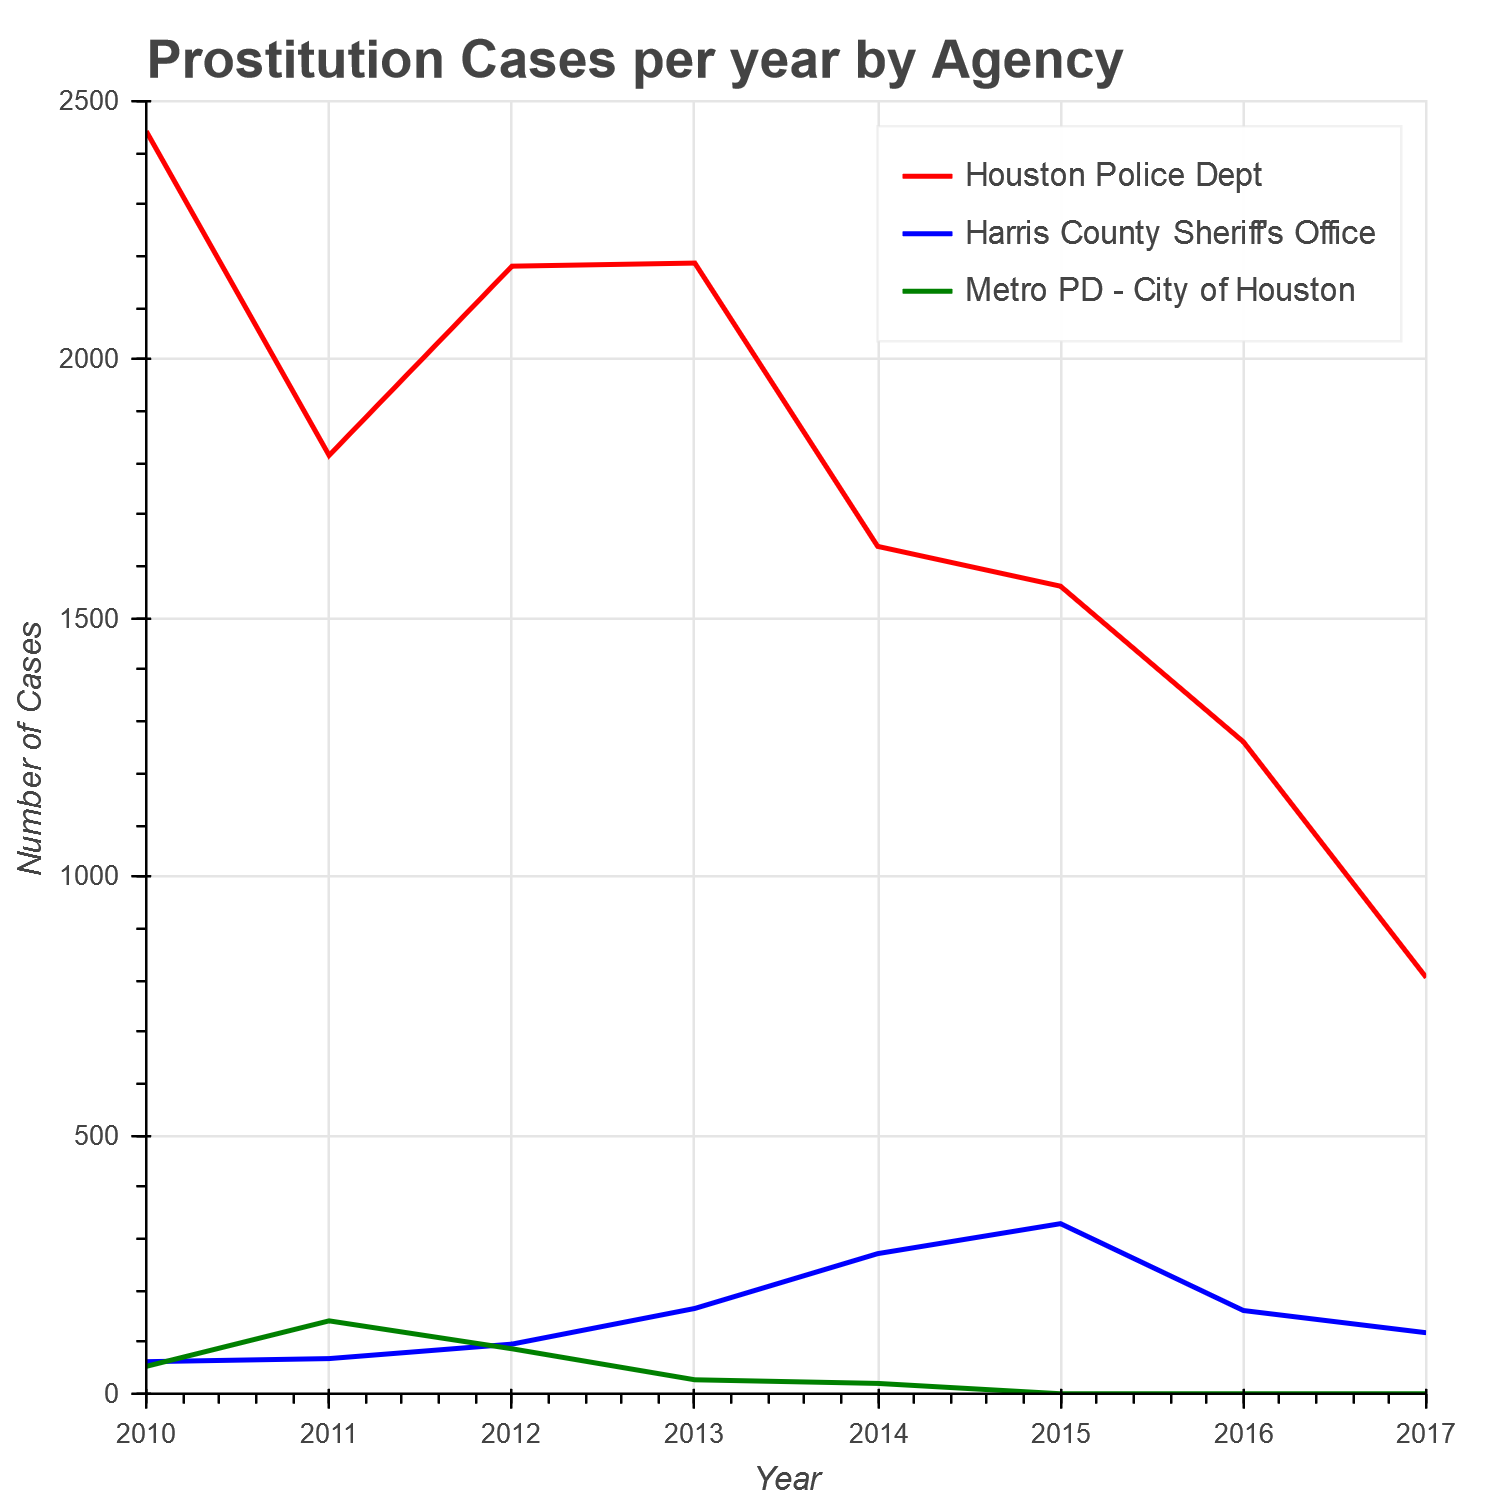 Prostitution Cases per year by Agency
2500
Houston Police Dept
Harris County Sheriff's Office
Metro PD - City of Houston
2000
1500
Number of Cases
1000
500
0
2010 2011 2012 2013 2014 2015 2016 2017
Year